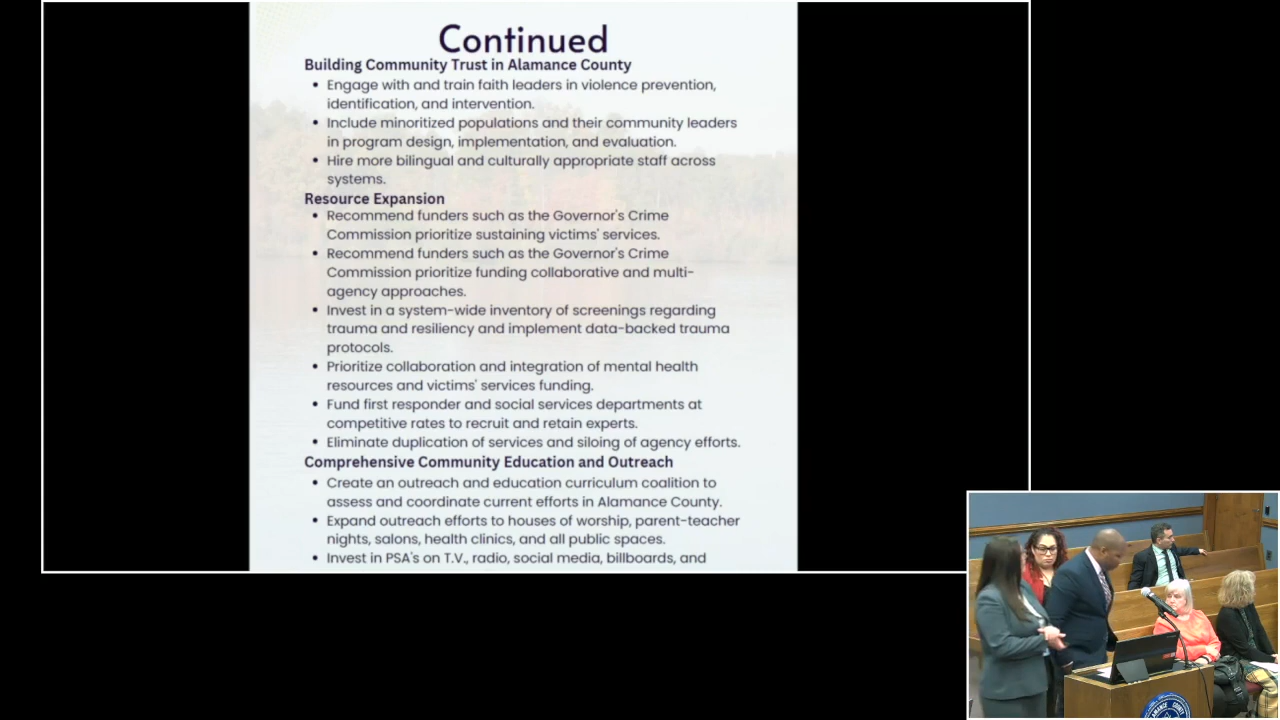 Continued
Building Community Trust in Alamance County
• Engage with and train faith leaders in violence prevention,
identification, and intervention.
• Include minoritized populations and their community leaders
in program design, implementation, and evaluation.
• Hire more bilingual and culturally appropriate staff across
systems.
Resource Expansion
• Recommend funders such as the Governor's Crime
Commission prioritize sustaining victims' services.
• Recommend funders such as the Governor's Crime
Commission prioritize funding collaborative and multi-
agency approaches.
• Invest in a system-wide inventory of screenings regarding
trauma and resiliency and implement data-backed trauma
protocols.
• Prioritize collaboration and integration of mental health
resources and victims' services funding.
• Fund first responder and social services departments at
competitive rates to recruit and retain experts.
• Eliminate duplication of services and siloing of agency efforts.
Comprehensive Community Education and Outreach
• Create an outreach and education curriculum coalition to
assess and coordinate current efforts in Alamance County.
• Expand outreach efforts to houses of worship, parent-teacher
nights, salons, health clinics, and all public spaces.
• Invest in PSA's on T.V., radio, social media, billboards, and